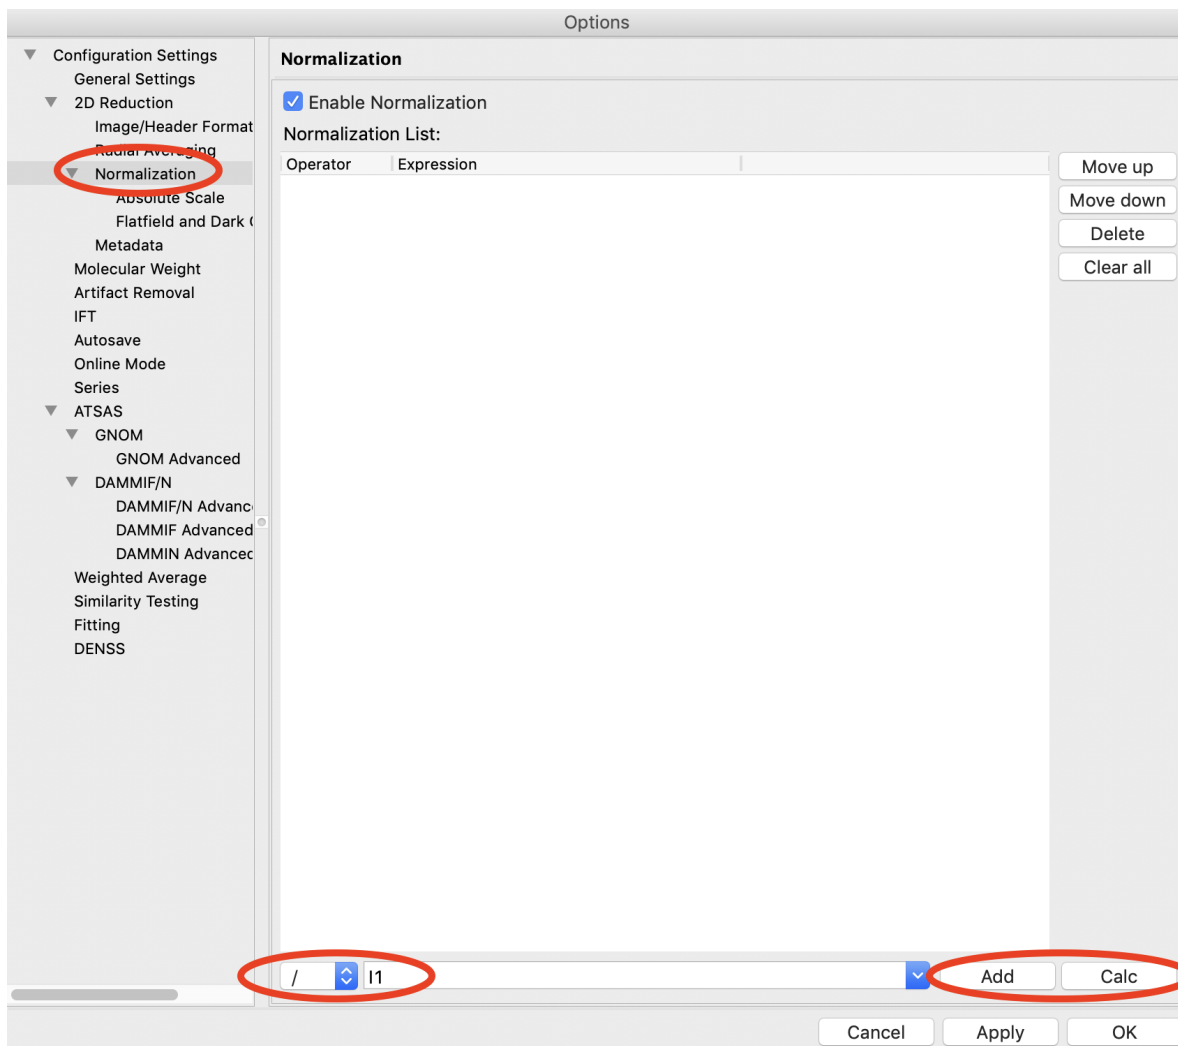 Options
Configuration Settings
General Settings
2D Reduction
Image/Header Format
Radial Averaging
Normalization
Absolute Scale
Flatfield and Dark
Metadata
Molecular Weight
Artifact Removal
IFT
Autosave
Online Mode
Series
ATSAS
GNOM
GNOM Advanced
DAMMIF/N
DAMMIF/N Advanc
DAMMIF Advanced
DAMMIN Advanced
Weighted Average
Similarity Testing
Fitting
DENSS
Normalization
Enable Normalization
Normalization List:
Operator Expression
Move up
Move down
Delete
Clear all
/ I1 Add Calc
Cancel Apply OK